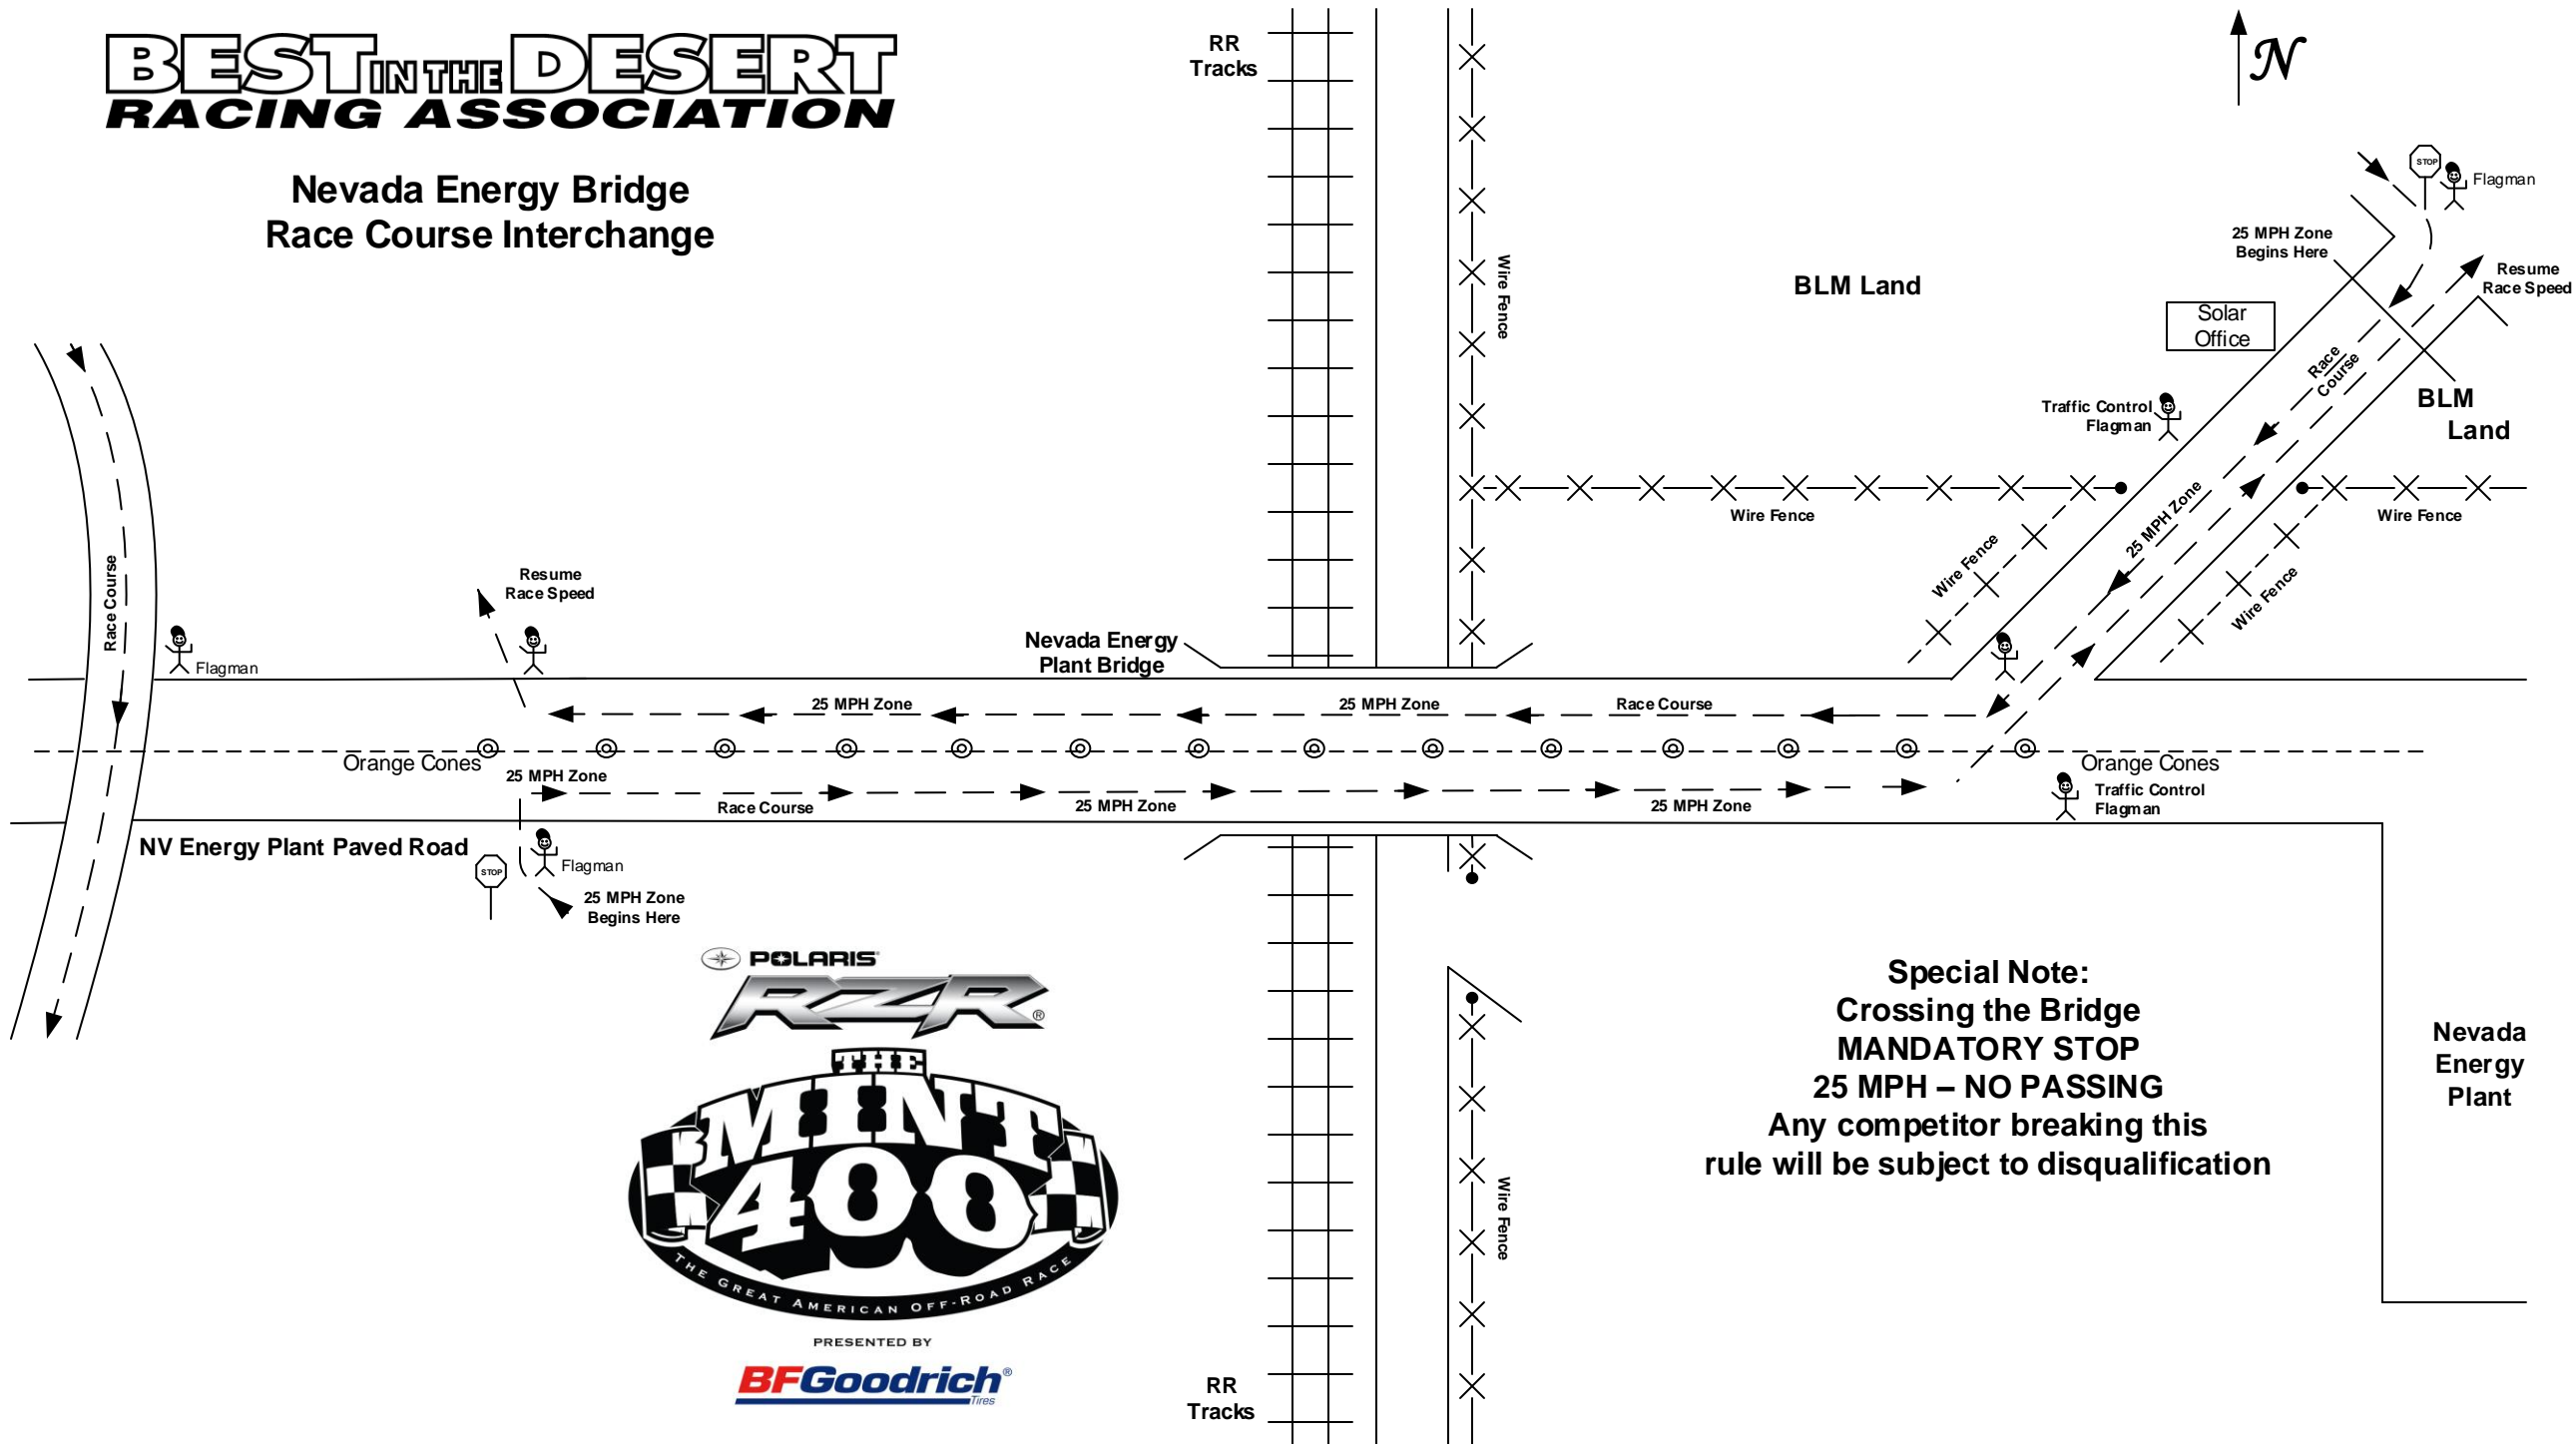 BEST IN THE DESERT
RACING ASSOCIATION
Nevada Energy Bridge
Race Course Interchange
RR
Tracks
N
STOP
Flagman
25 MPH Zone
Begins Here
Resume
Race Speed
Wire Fence
BLM Land
Solar
Office
Race
Course
BLM
Land
Traffic Control
Flagman
Wire Fence
Wire Fence
25 MPH Zone
Wire Fence
Wire Fence
Race Course
Flagman
Resume
Race Speed
Nevada Energy
Plant Bridge
25 MPH Zone
25 MPH Zone
Race Course
Orange Cones
Orange Cones
25 MPH Zone
Race Course
25 MPH Zone
25 MPH Zone
Traffic Control
Flagman
NV Energy Plant Paved Road
STOP
Flagman
25 MPH Zone
Begins Here
POLARIS
RZR®
THE
MINT
400
THE GREAT AMERICAN OFF-ROAD RACE
PRESENTED BY
BFGoodrich®
Tires
RR
Tracks
Wire Fence
Special Note:
Crossing the Bridge
MANDATORY STOP
25 MPH – NO PASSING
Any competitor breaking this
rule will be subject to disqualification
Nevada
Energy
Plant